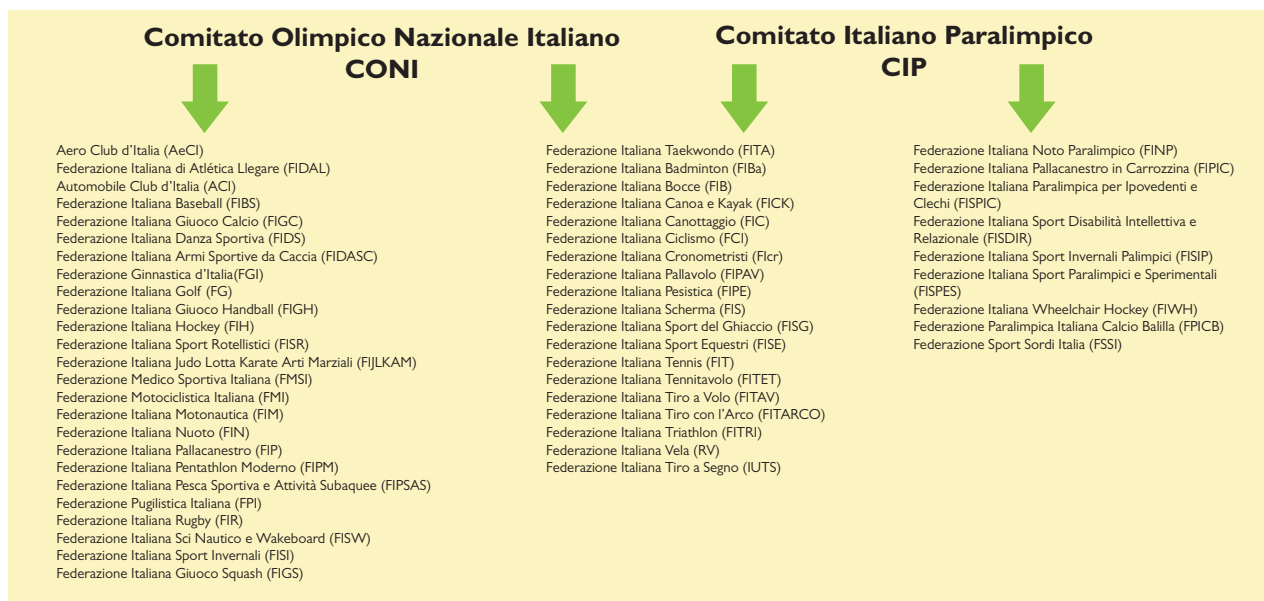 Comitato Olimpico Nazionale Italiano
CONI
Comitato Italiano Paralimpico
CIP
Aero Club d'Italia (AeCI)
Federazione Italiana di Atlética Llegare (FIDAL)
Automobile Club d'Italia (ACI)
Federazione Italiana Baseball (FIBS)
Federazione Italiana Giuoco Calcio (FIGC)
Federazione Italiana Danza Sportiva (FIDS)
Federazione Italiana Armi Sportive da Caccia (FIDASC)
Federazione Ginnastica d'Italia(FGI)
Federazione Italiana Golf (FG)
Federazione Italiana Giuoco Handball (FIGH)
Federazione Italiana Hockey (FIH)
Federazione Italiana Sport Rotellistici (FISR)
Federazione Italiana Judo Lotta Karate Arti Marziali (FIJLKAM)
Federazione Medico Sportiva Italiana (FMSI)
Federazione Motociclistica Italiana (FMI)
Federazione Italiana Motonautica (FIM)
Federazione Italiana Nuoto (FIN)
Federazione Italiana Pallacanestro (FIP)
Federazione Italiana Pentathlon Moderno (FIPM)
Federazione Italiana Pesca Sportiva e Attività Subaquee (FIPSAS)
Federazione Pugilistica Italiana (FPI)
Federazione Italiana Rugby (FIR)
Federazione Italiana Sci Nautico e Wakeboard (FISW)
Federazione Italiana Sport Invernali (FISI)
Federazione Italiana Giuoco Squash (FIGS)
Federazione Italiana Taekwondo (FITA)
Federazione Italiana Badminton (FIBa)
Federazione Italiana Bocce (FIB)
Federazione Italiana Canoa e Kayak (FICK)
Federazione Italiana Canottaggio (FIC)
Federazione Italiana Ciclismo (FCI)
Federazione Italiana Cronometristi (FIcr)
Federazione Italiana Pallavolo (FIPAV)
Federazione Italiana Pesistica (FIPE)
Federazione Italiana Scherma (FIS)
Federazione Italiana Sport del Ghiaccio (FISG)
Federazione Italiana Sport Equestri (FISE)
Federazione Italiana Tennis (FIT)
Federazione Italiana Tennitavolo (FITET)
Federazione Italiana Tiro a Volo (FITAV)
Federazione Italiana Tiro con l'Arco (FITARCO)
Federazione Italiana Triathlon (FITRI)
Federazione Italiana Vela (RV)
Federazione Italiana Tiro a Segno (IUTS)
Federazione Italiana Noto Paralimpico (FINP)
Federazione Italiana Pallacanestro in Carrozzina (FIPIC)
Federazione Italiana Paralimpica per Ipovedenti e
Clechi (FISPIC)
Federazione Italiana Sport Disabilità Intellettiva e
Relazionale (FISDIR)
Federazione Italiana Sport Invernali Palimpici (FISIP)
Federazione Italiana Sport Paralimpici e Sperimentali
(FISPES)
Federazione Italiana Wheelchair Hockey (FIWH)
Federazione Paralimpica Italiana Calcio Balilla (FPICB)
Federazione Sport Sordi Italia (FSSI)